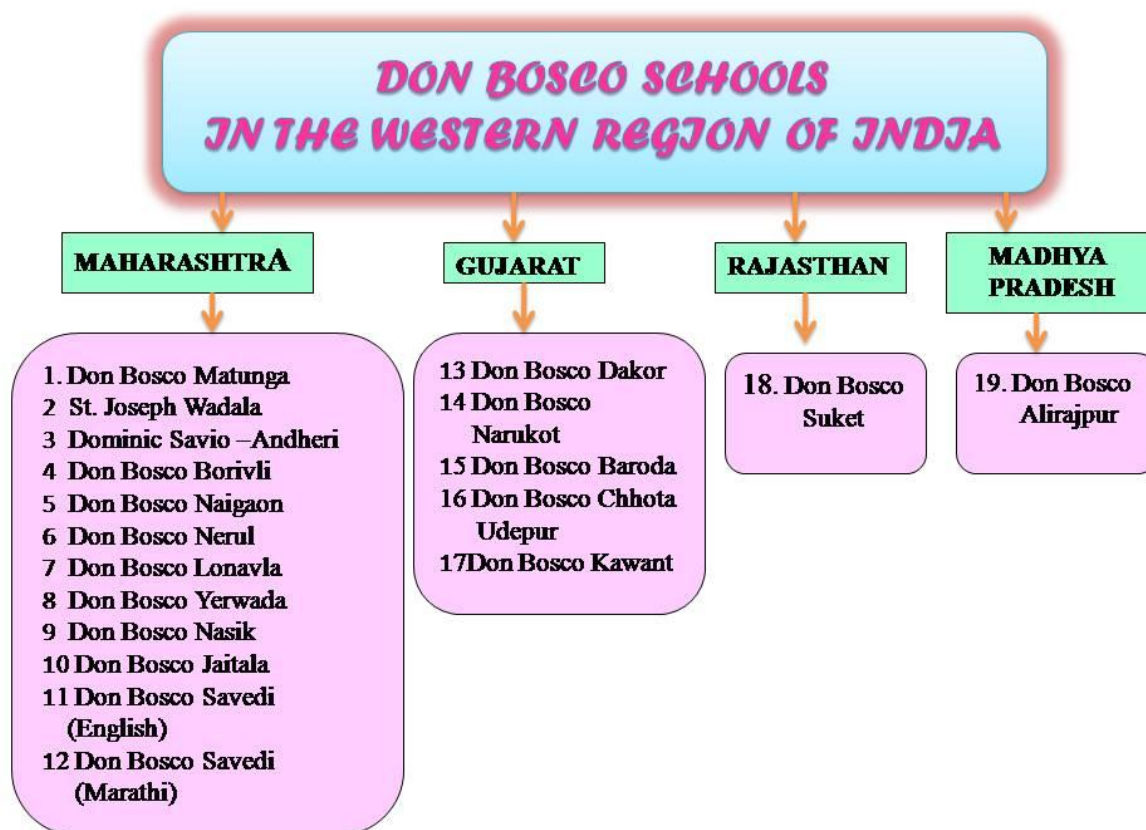 DON BOSCO SCHOOLS
IN THE WESTERN REGION OF INDIA
MAHARASHTRA
1. Don Bosco Matunga
2 St. Joseph Wadala
3 Dominic Savio –Andheri
4 Don Bosco Borivli
5 Don Bosco Naigaon
6 Don Bosco Nerul
7 Don Bosco Lonavla
8 Don Bosco Yerwada
9 Don Bosco Nasik
10 Don Bosco Jaitala
11 Don Bosco Savedi
(English)
12 Don Bosco Savedi
(Marathi)
GUJARAT
13 Don Bosco Dakor
14 Don Bosco
Narukot
15 Don Bosco Baroda
16 Don Bosco Chhota
Udepur
17Don Bosco Kawant
RAJASTHAN
18. Don Bosco
Suket
MADHYA
PRADESH
19. Don Bosco
Alirajpur